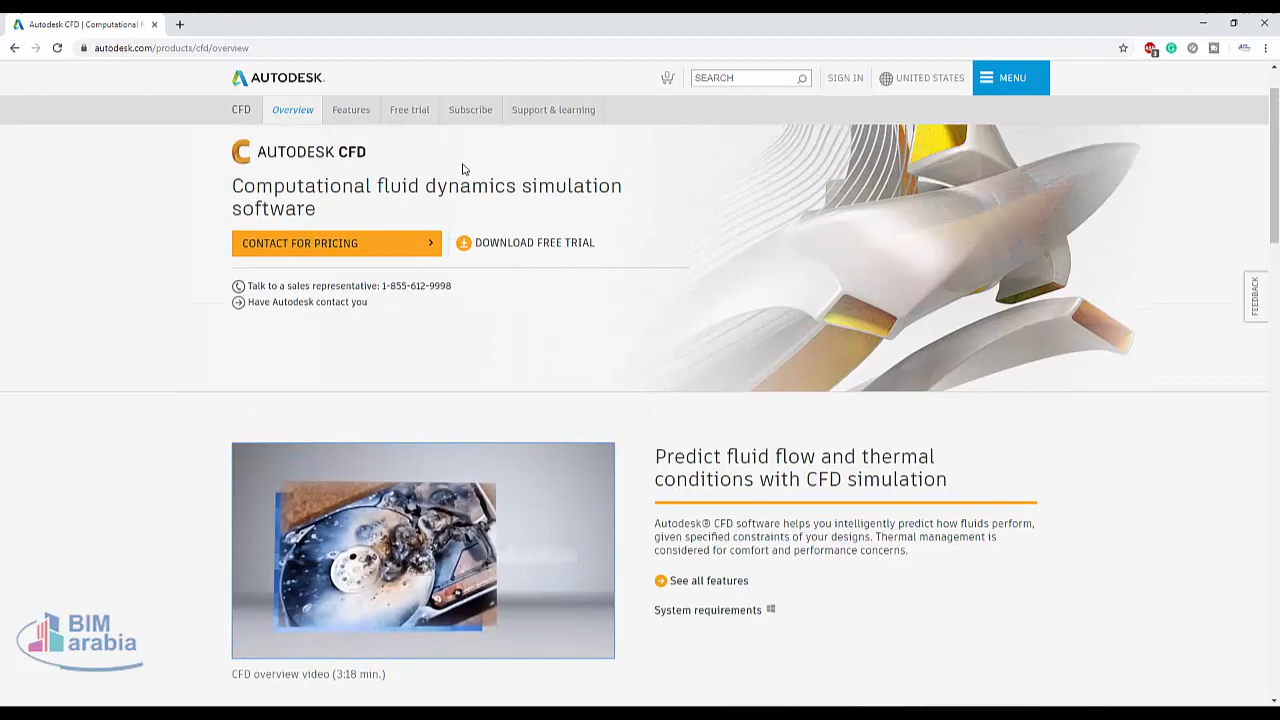 Autodesk CFD | Computational f
autodesk.com/products/cfd/overview
AUTODESK.
SEARCH
SIGN IN
UNITED STATES
MENU
CFD
Overview
Features
Free trial
Subscribe
Support & learning
C AUTODESK CFD
Computational fluid dynamics simulation
software
CONTACT FOR PRICING
DOWNLOAD FREE TRIAL
Talk to a sales representative: 1-855-612-9998
Have Autodesk contact you
FEEDBACK
Predict fluid flow and thermal
conditions with CFD simulation
Autodesk® CFD software helps you intelligently predict how fluids perform,
given specified constraints of your designs. Thermal management is
considered for comfort and performance concerns.
See all features
System requirements
CFD overview video (3:18 min.)
BIM
arabia